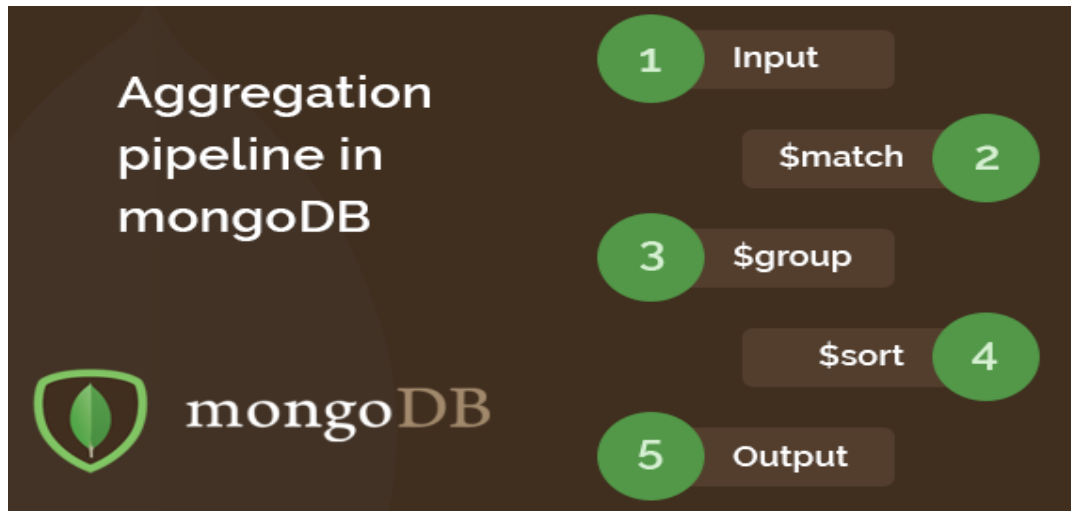 Aggregation
pipeline in
mongoDB
mongoDB
1 Input
$match 2
3 $group
$sort 4
5 Output